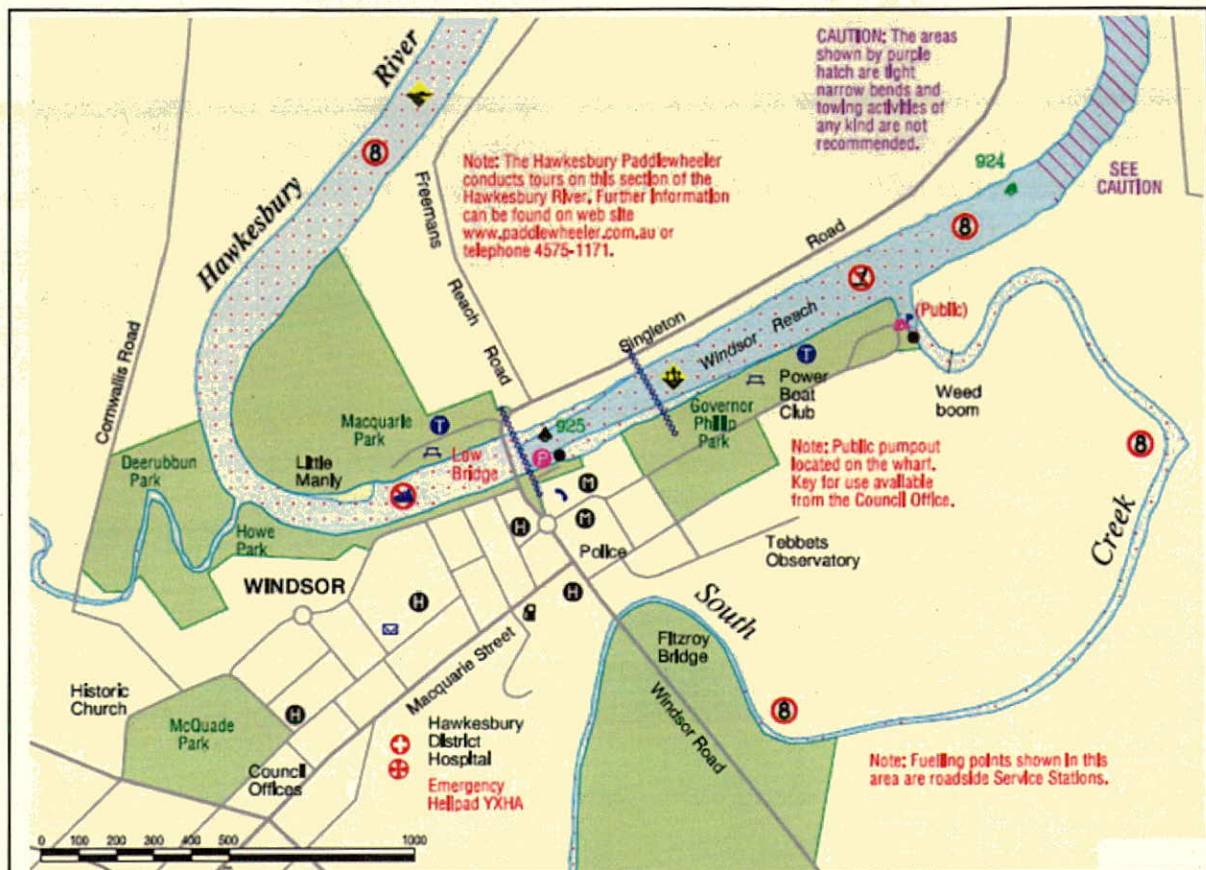 Hawkesbury
River
CAUTION: The areas
shown by purple
hatch are tight
narrow bends and
towing activities of
any kind are not
recommended.
SEE
CAUTION
924
8
8
Note: The Hawkesbury Paddlewheeler
conducts tours on this section of the
Hawkesbury River. Further information
can be found on web site
www.paddlewheeler.com.au or
telephone 4575-1171.
Freemans
Reach
Road
Cornwallis Road
Singleton
Road
Windsor Reach
(Public)
T
Power
Boat
Club
Weed
boom
Governor
Phillip
Park
Macquarie
Park
T
925
P
Low
Bridge
Little
Manly
Deerubbun
Park
Howe
Park
Note: Public pumpout
located on the wharf.
Key for use available
from the Council Office.
8
M
M
H
Police
Tebbets
Observatory
South
Creek
WINDSOR
H
H
Macquarie Street
Fitzroy
Bridge
Windsor Road
8
Historic
Church
McQuade
Park
H
Council
Offices
Hawkesbury
District
Hospital
Emergency
Helipad YXHA
Note: Fuelling points shown in this
area are roadside Service Stations.
0 100 200 300 400 500 1000